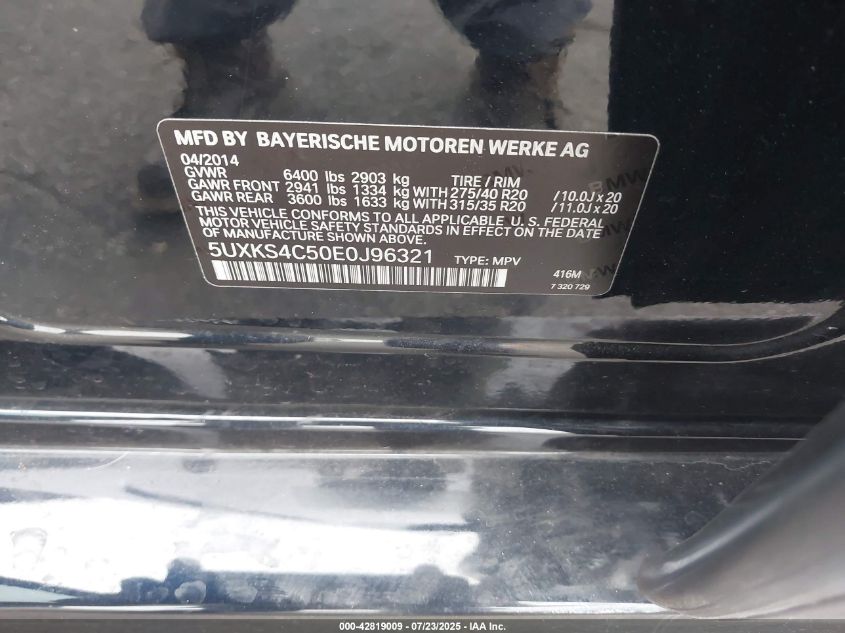 MFD BY BAYERISCHE MOTOREN WERKE AG
04/2014
GVWR 6400 lbs 2903 kg TIRE / RIM
GAWR FRONT 2941 lbs 1334 kg WITH 275/40 R20 / 10.0J x 20
GAWR REAR 3600 lbs 1633 kg WITH 315/35 R20 / 11.0J x 20
THIS VEHICLE CONFORMS TO ALL APPLICABLE U. S. FEDERAL
MOTOR VEHICLE SAFETY STANDARDS IN EFFECT ON THE DATE
OF MANUFACTURE SHOWN ABOVE.
5UXKS4C50E0J96321 TYPE: MPV 416M
7 320 729
000-42819009 - 07/23/2025 - IAA Inc.